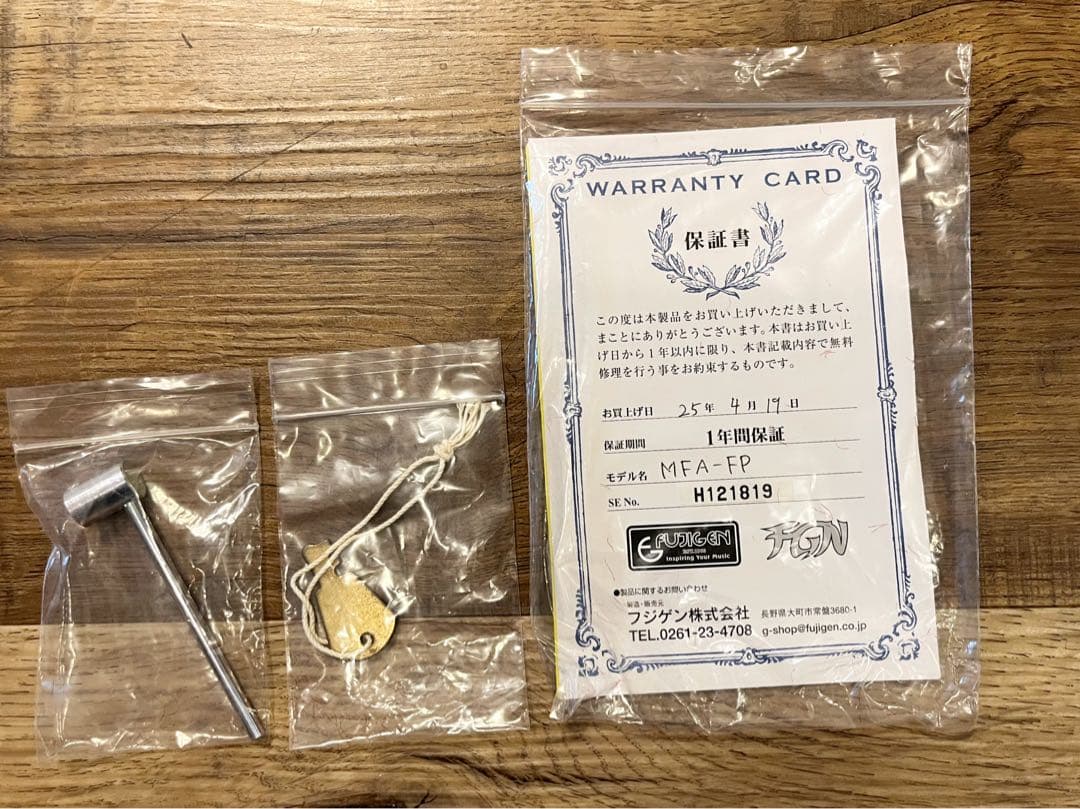 WARRANTY CARD
保証書
この度は本製品をお買い上げいただきまして、
まことにありがとうございます。本書はお買い上
げ日から1年以内に限り、本書記載内容で無料
修理を行う事をお約束するものです。
お買上げ日 25年 4月 19日
保証期間 1年間保証
モデル名 MFA-FP
SE No. H121819
FUJIGEN
Inspiring Your Music
FGN
●製品に関するお問い合わせ
製造・販売元
フジゲン株式会社 長野県大町市常盤3680-1
TEL.0261-23-4708 g-shop@fujigen.co.jp